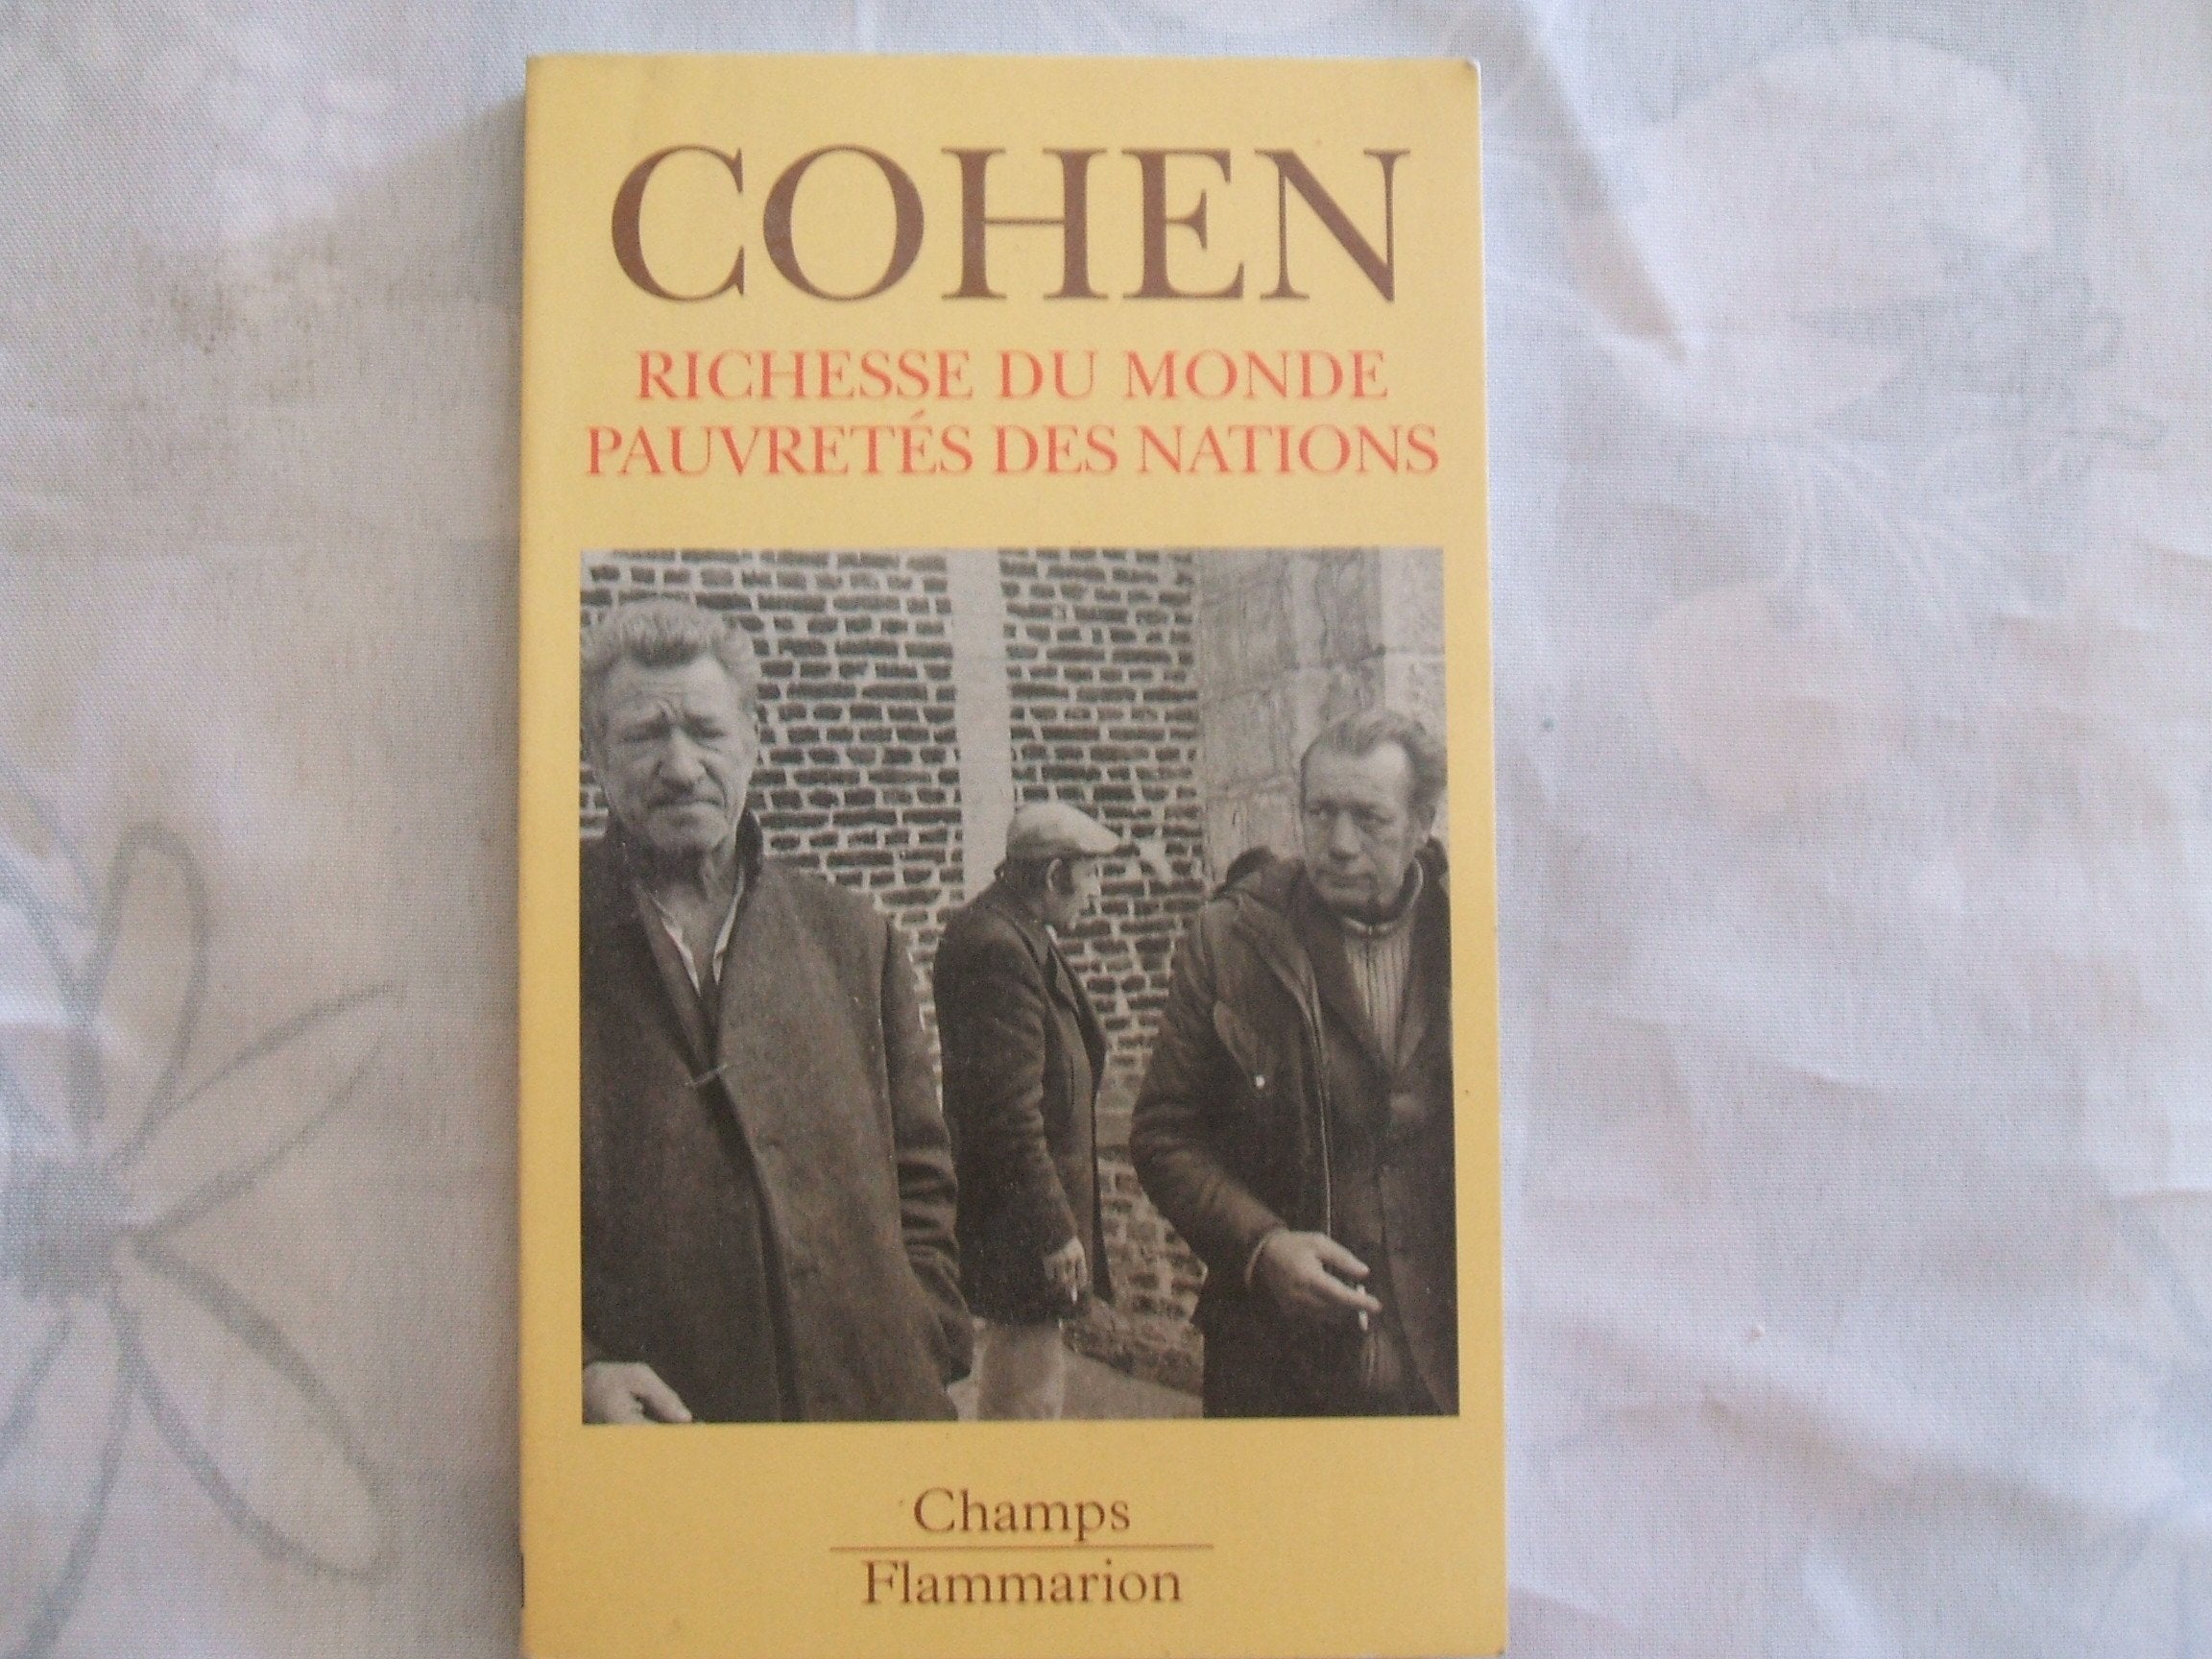 COHEN
RICHESSE DU MONDE
PAUVRETÉS DES NATIONS
Champs
Flammarion